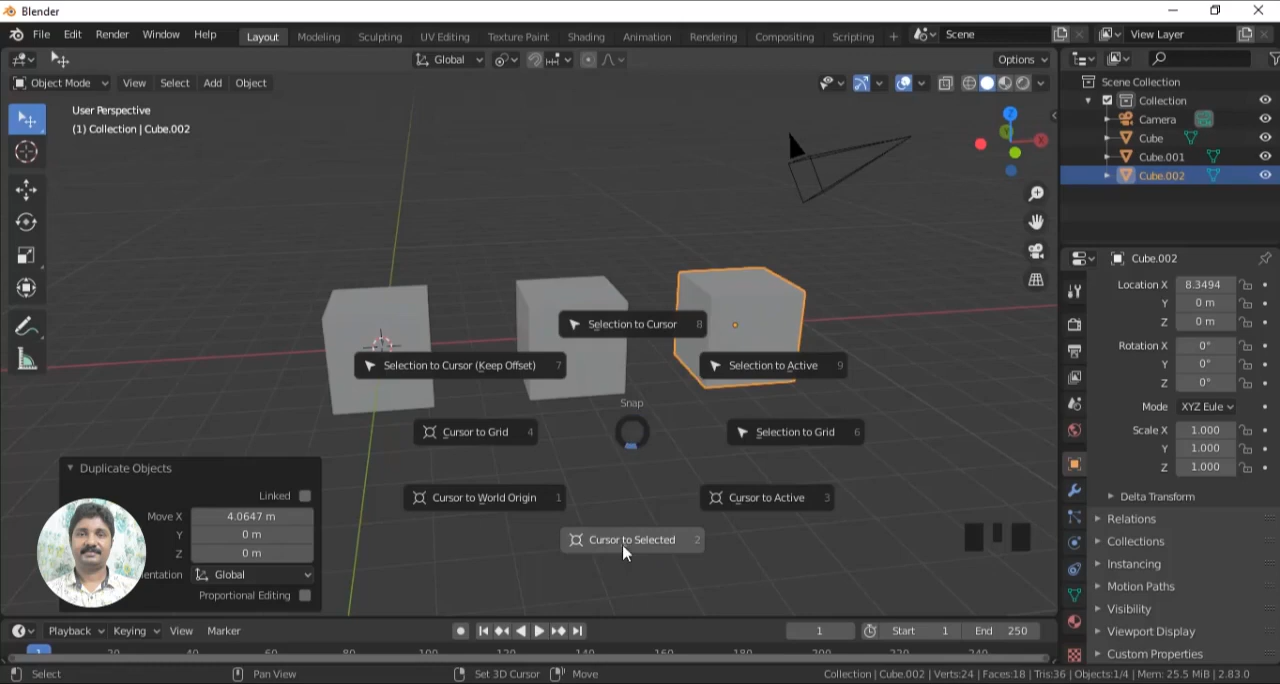 Blender
File Edit Render Window Help Layout Modeling Sculpting UV Editing Texture Paint Shading Animation Rendering Compositing Scripting + Scene View Layer
Global Options
Object Mode View Select Add Object
User Perspective
(1) Collection | Cube.002
Z
Y
X
Scene Collection
Collection
Camera
Cube
Cube.001
Cube.002
Selection to Cursor 8
Selection to Cursor (Keep Offset) 7
Selection to Active 9
Snap
Cursor to Grid 4
Selection to Grid 6
Cursor to World Origin 1
Cursor to Active 3
Cursor to Selected 2
Duplicate Objects
Linked
Move X 4.0647 m
Y 0 m
Z 0 m
entation Global
Proportional Editing
Cube.002
Location X 8.3494
Y 0 m
Z 0 m
Rotation X 0°
Y 0°
Z 0°
Mode XYZ Eule
Scale X 1.000
Y 1.000
Z 1.000
Delta Transform
Relations
Collections
Instancing
Motion Paths
Visibility
Viewport Display
Custom Properties
Playback Keying View Marker 1 Start 1 End 250
1 20 40 60 80 100 120 140 160 180 200 220 240
Select Pan View Set 3D Cursor Move Collection | Cube.002 | Verts:24 | Faces:18 | Tris:36 | Objects:1/4 | Mem: 25.5 MiB | 2.83.0